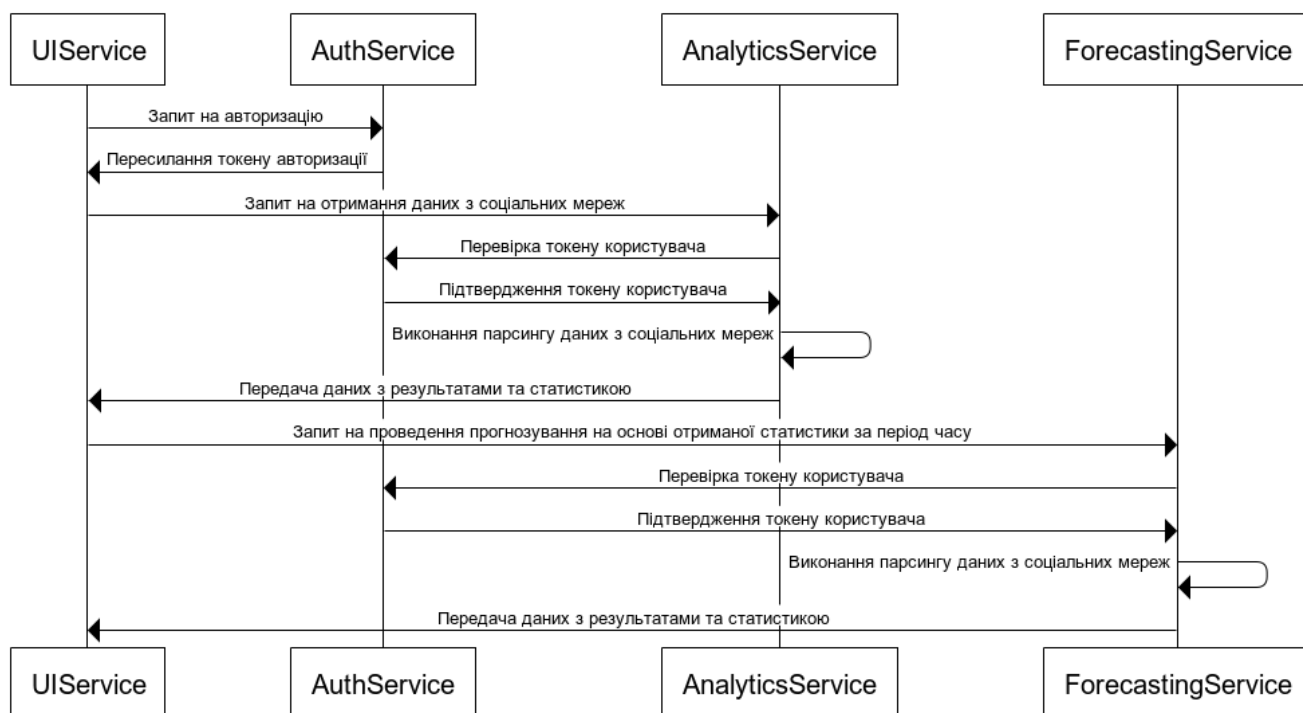 UIService
AuthService
AnalyticsService
ForecastingService
Запит на авторизацію
Пересилання токену авторизації
Запит на отримання даних з соціальних мереж
Перевірка токену користувача
Підтвердження токену користувача
Виконання парсингу даних з соціальних мереж
Передача даних з результатами та статистикою
Запит на проведення прогнозування на основі отриманої статистики за період часу
Перевірка токену користувача
Підтвердження токену користувача
Виконання парсингу даних з соціальних мереж
Передача даних з результатами та статистикою
UIService
AuthService
AnalyticsService
ForecastingService